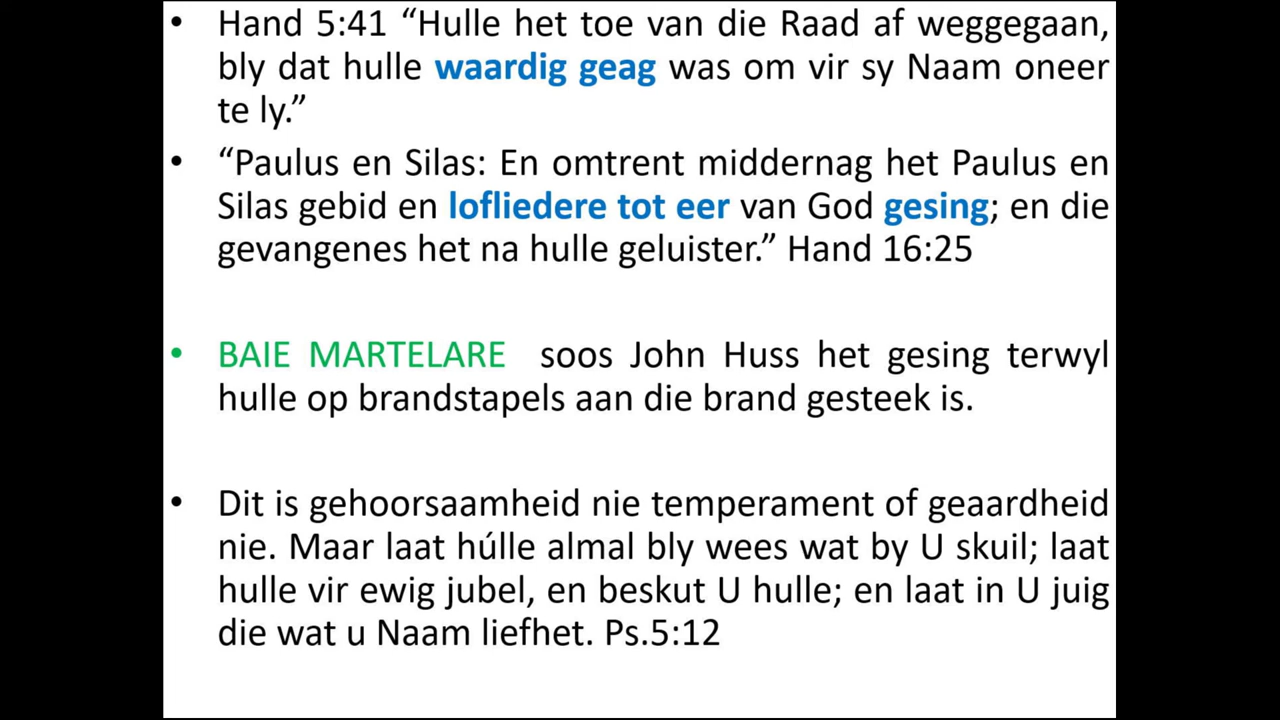 • Hand 5:41 “Hulle het toe van die Raad af weggegaan,
bly dat hulle waardig geag was om vir sy Naam oneer
te ly.”
• “Paulus en Silas: En omtrent middernag het Paulus en
Silas gebid en lofliedere tot eer van God gesing; en die
gevangenes het na hulle geluister.” Hand 16:25
• BAIE MARTELARE soos John Huss het gesing terwyl
hulle op brandstapels aan die brand gesteek is.
• Dit is gehoorsaamheid nie temperament of geaardheid
nie. Maar laat húlle almal bly wees wat by U skuil; laat
hulle vir ewig jubel, en beskut U hulle; en laat in U juig
die wat u Naam liefhet. Ps.5:12